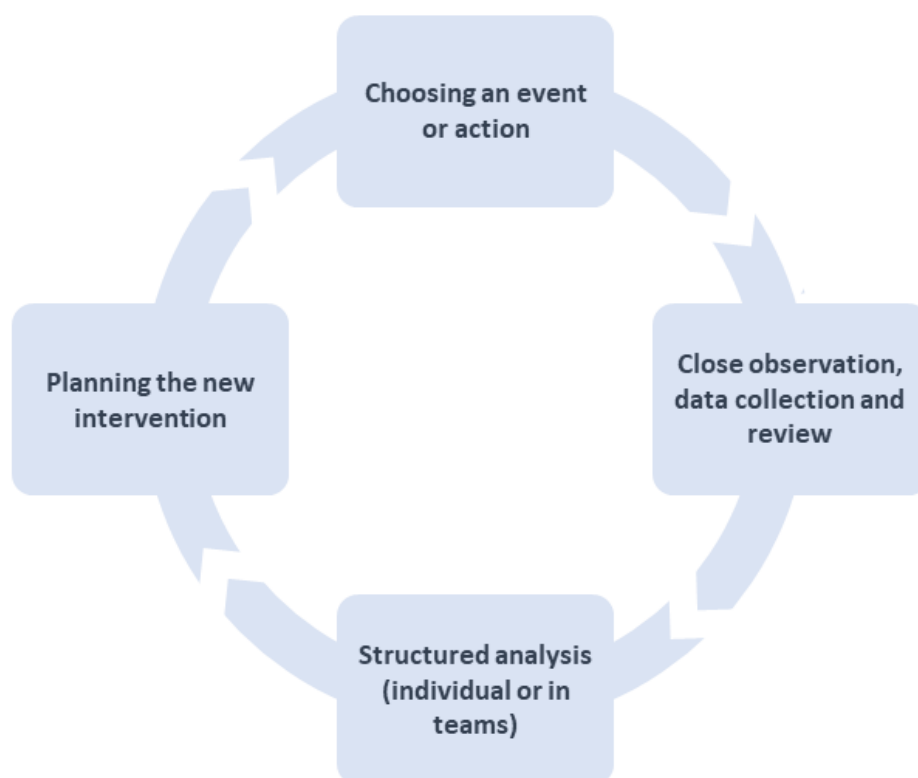 Choosing an event
or action
Close observation,
data collection and
review
Structured analysis
(individual or in
teams)
Planning the new
intervention